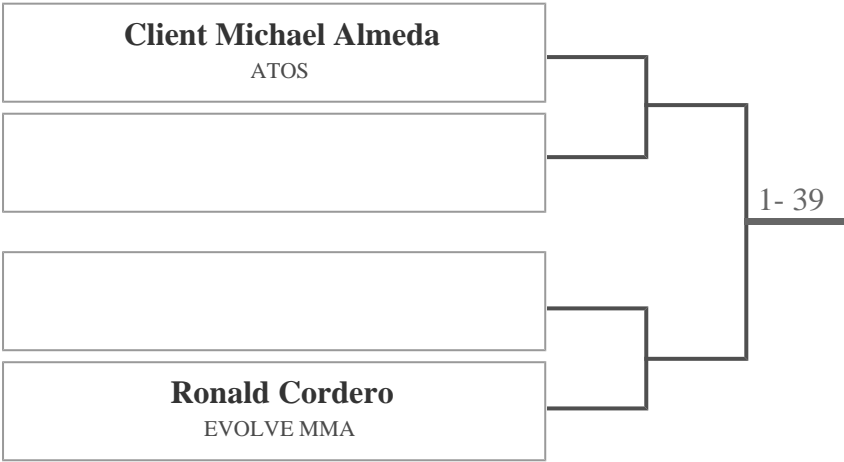 Client Michael Almeda
ATOS
1- 39
Ronald Cordero
EVOLVE MMA